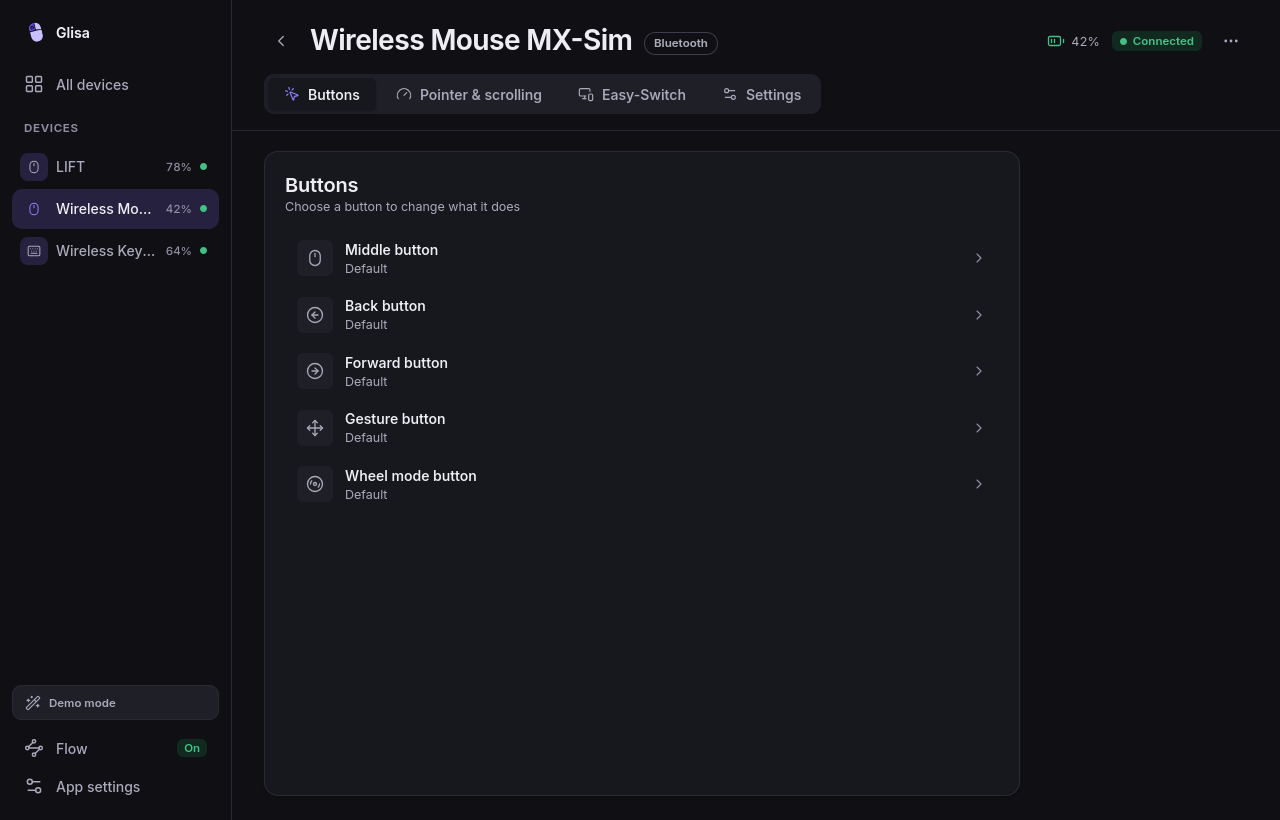 Glisa
All devices
DEVICES
LIFT 78%
Wireless Mo... 42%
Wireless Key... 64%
Demo mode
Flow On
App settings
Wireless Mouse MX-Sim Bluetooth 42% Connected
Buttons Pointer & scrolling Easy-Switch Settings
Buttons
Choose a button to change what it does
Middle button
Default
Back button
Default
Forward button
Default
Gesture button
Default
Wheel mode button
Default